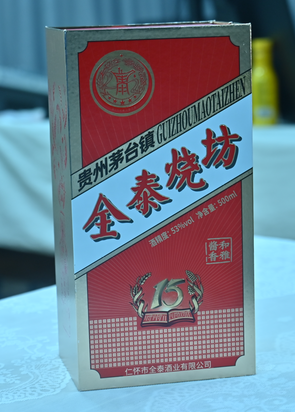 贵州茅台镇
GUIZHOUMAOTAIZHEN
全泰烧坊
酒精度：53%vol 净含量：500ml
酱香
和雅
15
仁怀市全泰酒业有限公司